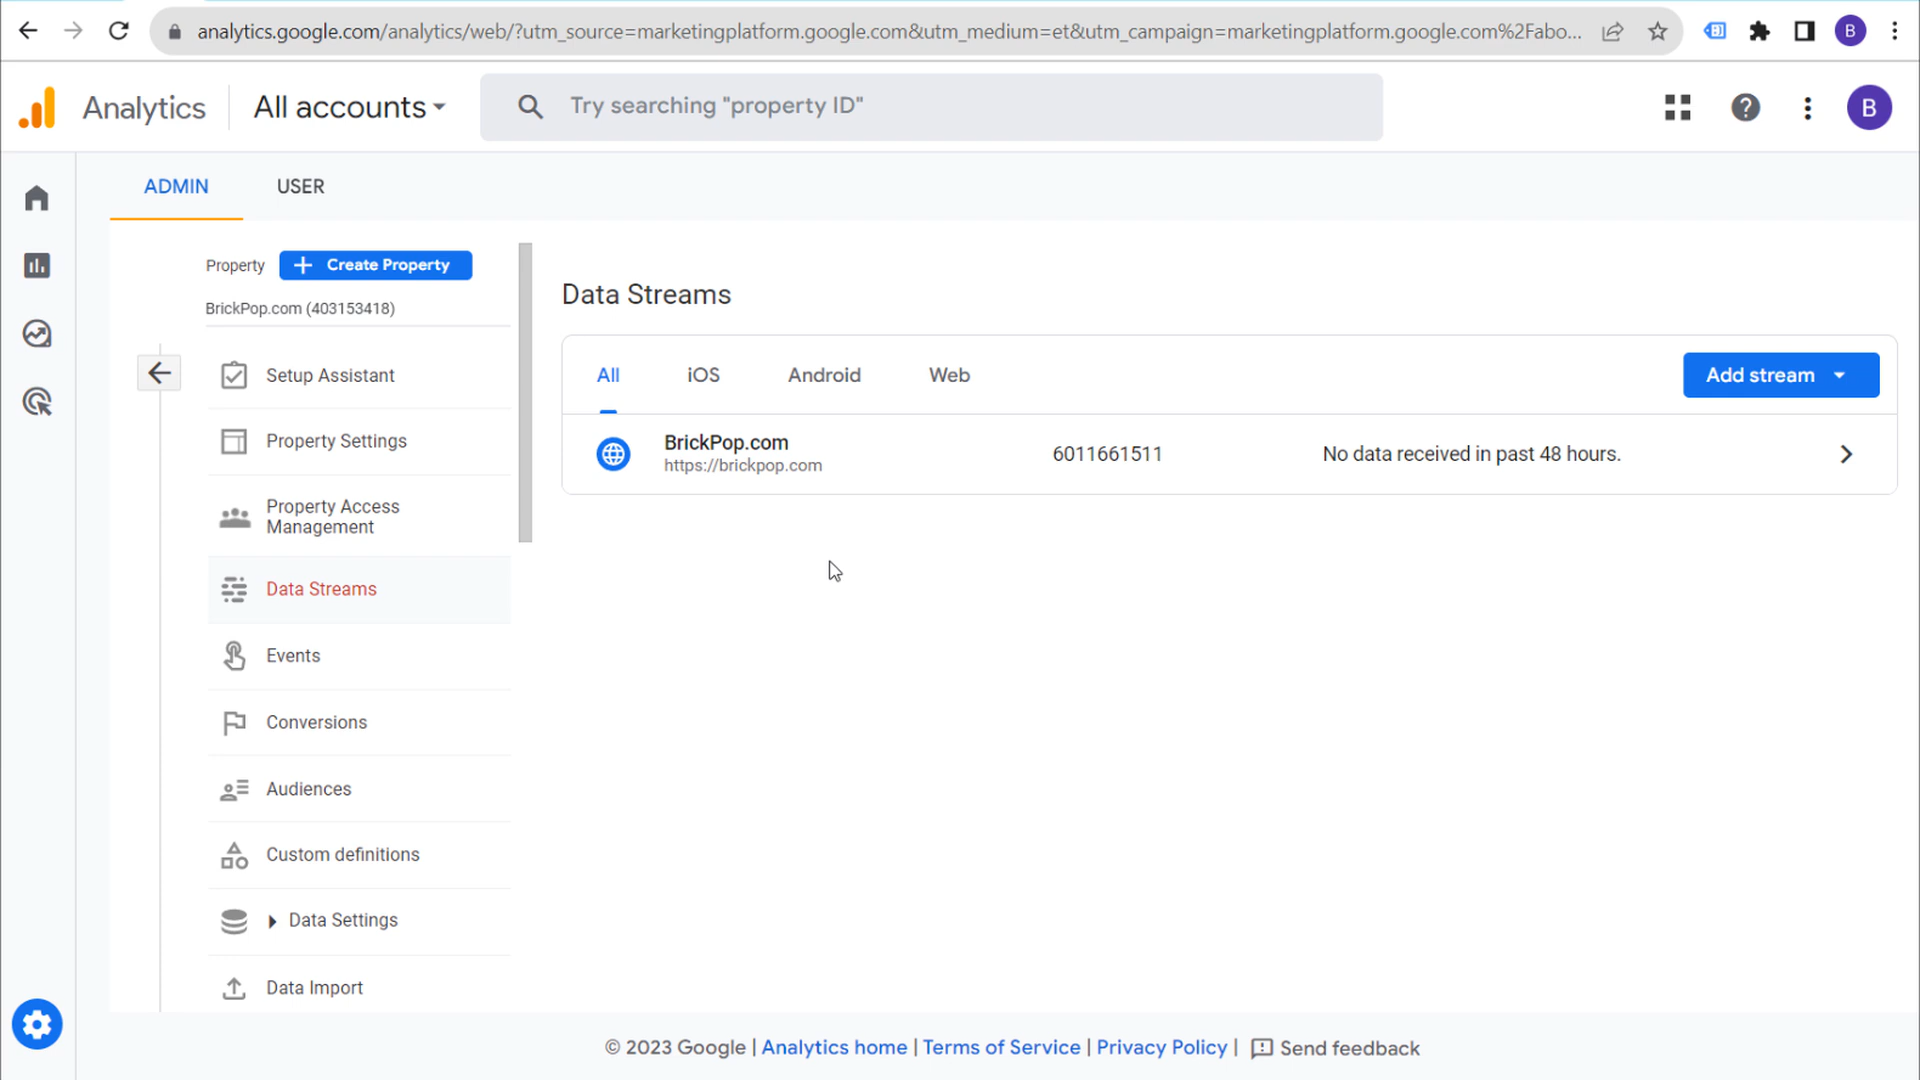 analytics.google.com/analytics/web/?utm_source=marketingplatform.google.com&utm_medium=et&utm_campaign=marketingplatform.google.com%2Fabo...
B
Analytics
All accounts
Try searching "property ID"
B
ADMIN
USER
Property
Create Property
BrickPop.com (403153418)
Setup Assistant
Property Settings
Property Access
Management
Data Streams
Events
Conversions
Audiences
Custom definitions
Data Settings
Data Import
Data Streams
All
iOS
Android
Web
Add stream
BrickPop.com
https://brickpop.com
6011661511
No data received in past 48 hours.
© 2023 Google | Analytics home | Terms of Service | Privacy Policy | Send feedback